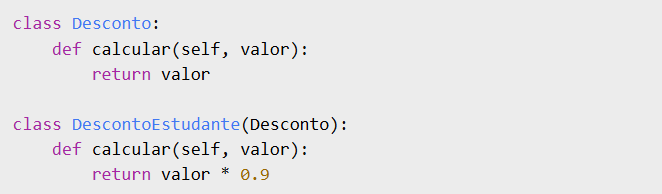 class Desconto:
    def calcular(self, valor):
        return valor

class DescontoEstudante(Desconto):
    def calcular(self, valor):
        return valor * 0.9